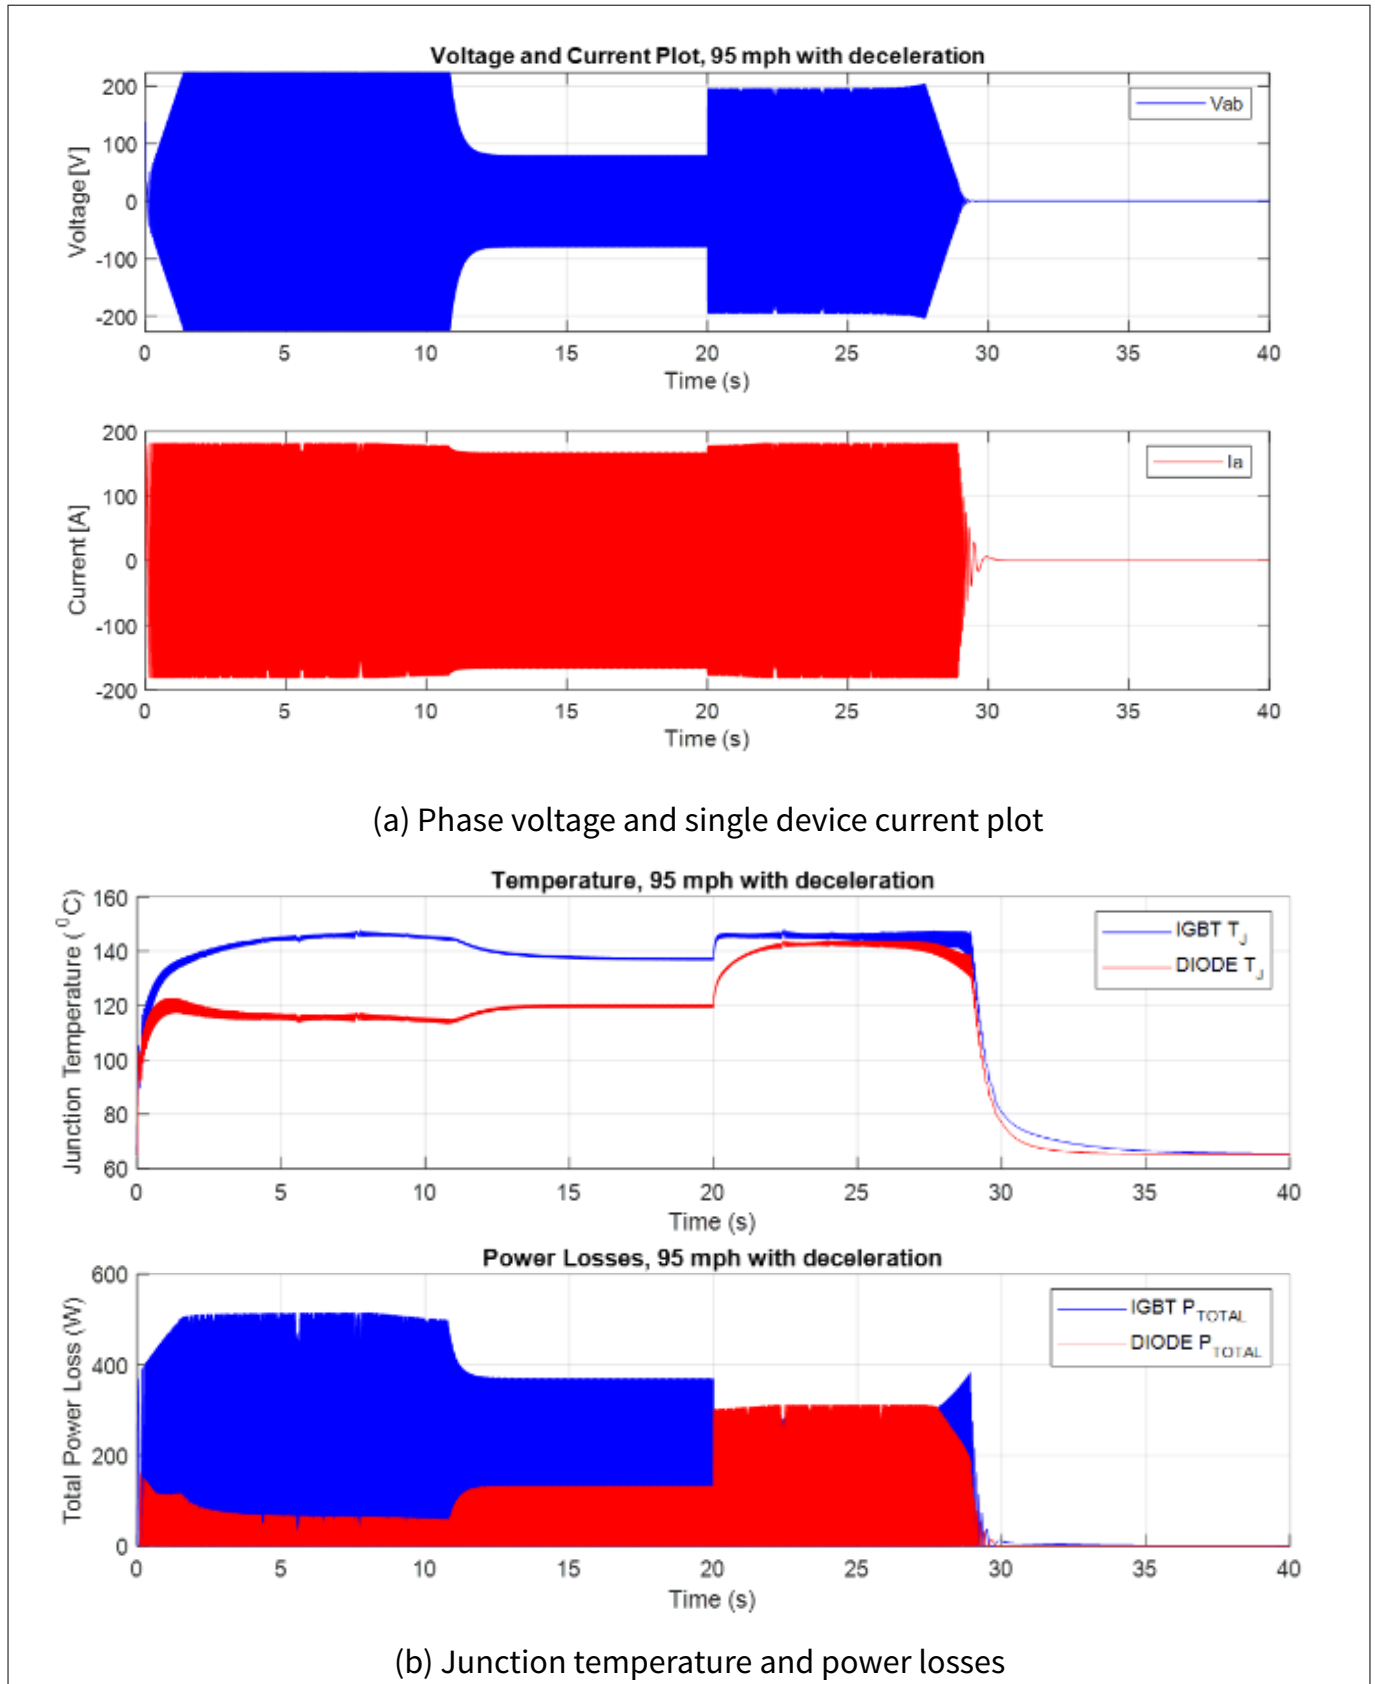 Voltage and Current Plot, 95 mph with deceleration
Voltage [V]
200
100
0
-100
-200
Vab
0 5 10 15 20 25 30 35 40
Time (s)
Current [A]
200
100
0
-100
-200
Ia
0 5 10 15 20 25 30 35 40
Time (s)
(a) Phase voltage and single device current plot
Temperature, 95 mph with deceleration
Junction Temperature ( ⁰C)
160
140
120
100
80
60
IGBT T_J
DIODE T_J
0 5 10 15 20 25 30 35 40
Time (s)
Power Losses, 95 mph with deceleration
Total Power Loss (W)
600
400
200
0
IGBT P_TOTAL
DIODE P_TOTAL
0 5 10 15 20 25 30 35 40
Time (s)
(b) Junction temperature and power losses